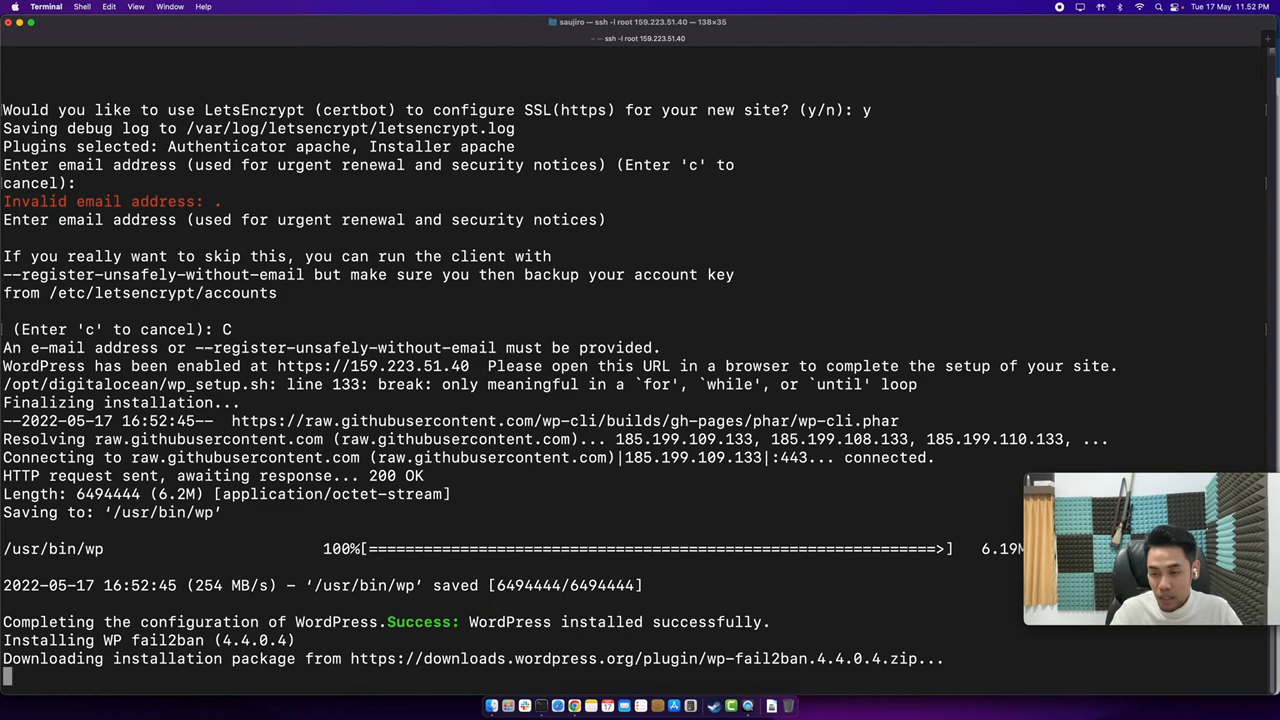 Terminal Shell Edit View Window Help
Tue 17 May 11.52 PM
saujiro — ssh -l root 159.223.51.40 — 138×35
ssh -l root 159.223.51.40
Would you like to use LetsEncrypt (certbot) to configure SSL(https) for your new site? (y/n): y
Saving debug log to /var/log/letsencrypt/letsencrypt.log
Plugins selected: Authenticator apache, Installer apache
Enter email address (used for urgent renewal and security notices) (Enter 'c' to
cancel):
Invalid email address: .
Enter email address (used for urgent renewal and security notices)
If you really want to skip this, you can run the client with
--register-unsafely-without-email but make sure you then backup your account key
from /etc/letsencrypt/accounts
(Enter 'c' to cancel): C
An e-mail address or --register-unsafely-without-email must be provided.
WordPress has been enabled at https://159.223.51.40  Please open this URL in a browser to complete the setup of your site.
/opt/digitalocean/wp_setup.sh: line 133: break: only meaningful in a `for', `while', or `until' loop
Finalizing installation...
--2022-05-17 16:52:45--  https://raw.githubusercontent.com/wp-cli/builds/gh-pages/phar/wp-cli.phar
Resolving raw.githubusercontent.com (raw.githubusercontent.com)... 185.199.109.133, 185.199.108.133, 185.199.110.133, ...
Connecting to raw.githubusercontent.com (raw.githubusercontent.com)|185.199.109.133|:443... connected.
HTTP request sent, awaiting response... 200 OK
Length: 6494444 (6.2M) [application/octet-stream]
Saving to: ‘/usr/bin/wp’
/usr/bin/wp 100%[====================================================>] 6.19M
2022-05-17 16:52:45 (254 MB/s) - ‘/usr/bin/wp’ saved [6494444/6494444]
Completing the configuration of WordPress.Success: WordPress installed successfully.
Installing WP fail2ban (4.4.0.4)
Downloading installation package from https://downloads.wordpress.org/plugin/wp-fail2ban.4.4.0.4.zip...